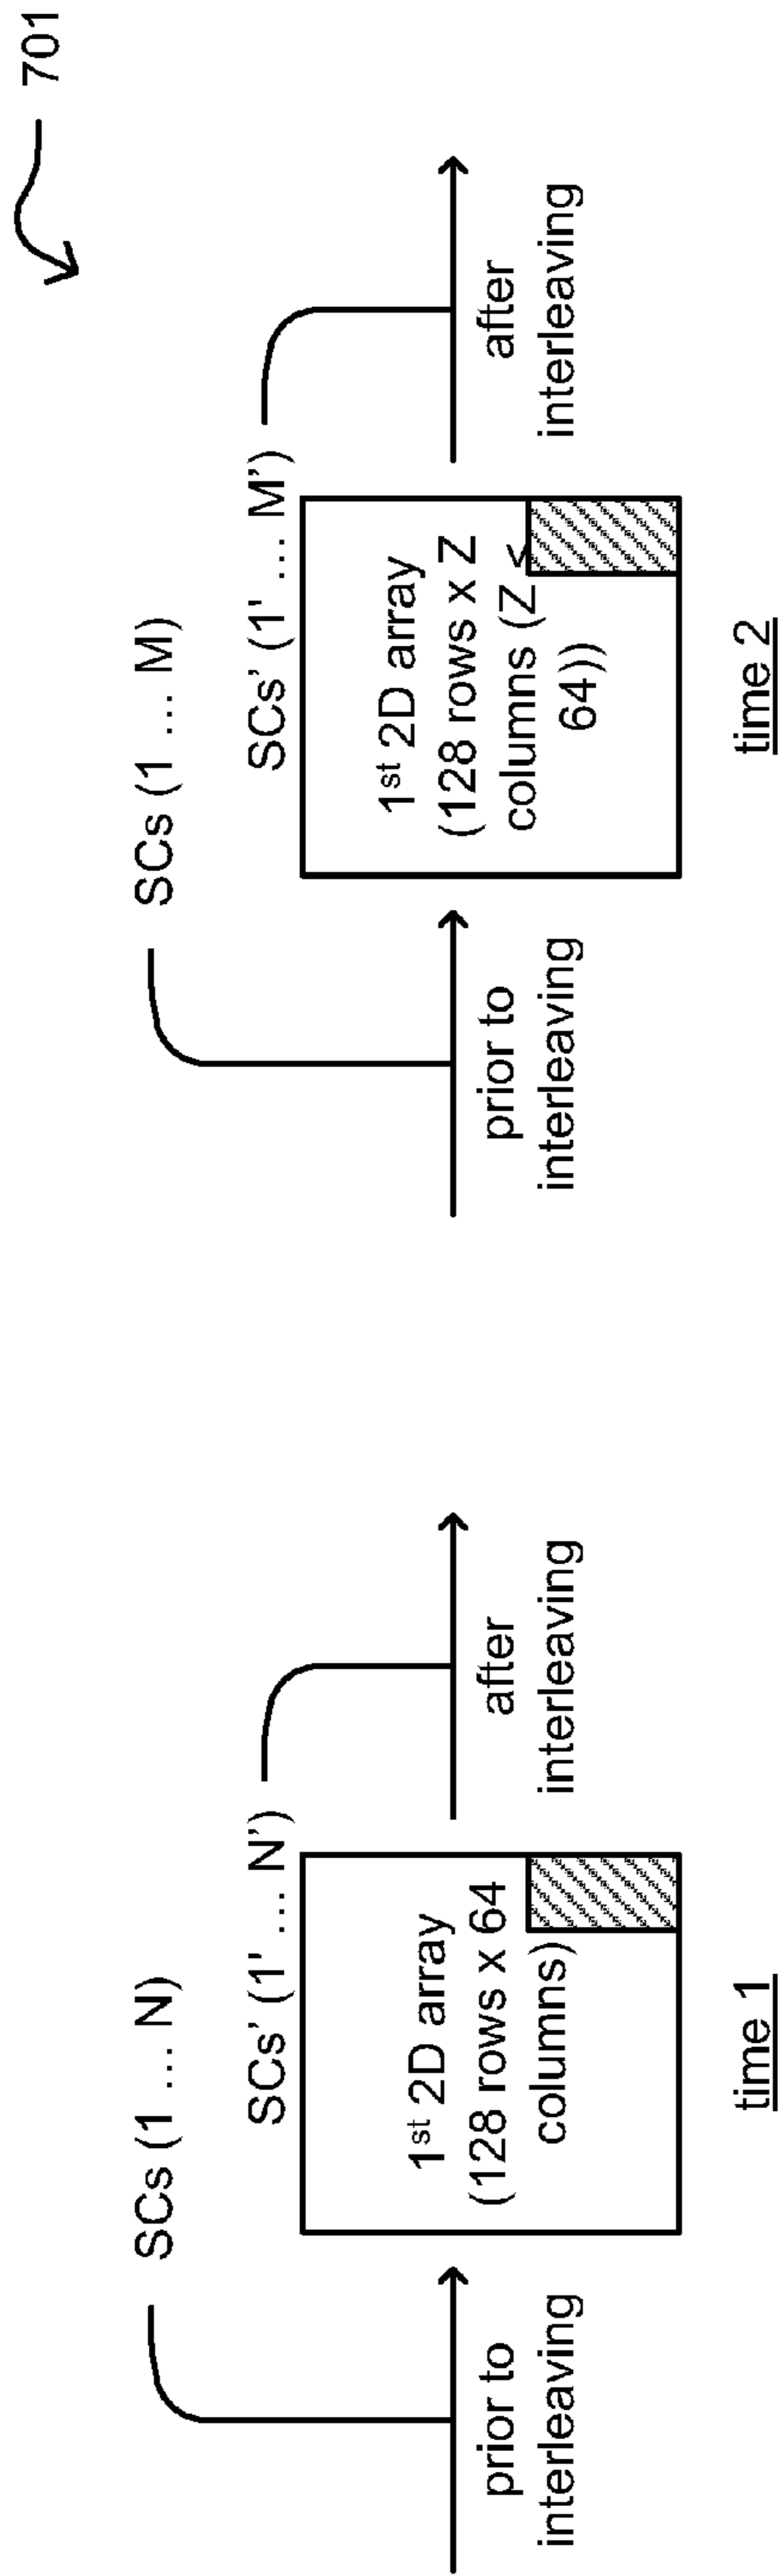 701
SCs (1 ... N)
SCs' (1' ... N')
prior to
interleaving
1st 2D array
(128 rows x 64
columns)
after
interleaving
time 1
SCs (1 ... M)
SCs' (1' ... M')
prior to
interleaving
1st 2D array
(128 rows x Z
columns (Z <
64))
after
interleaving
time 2